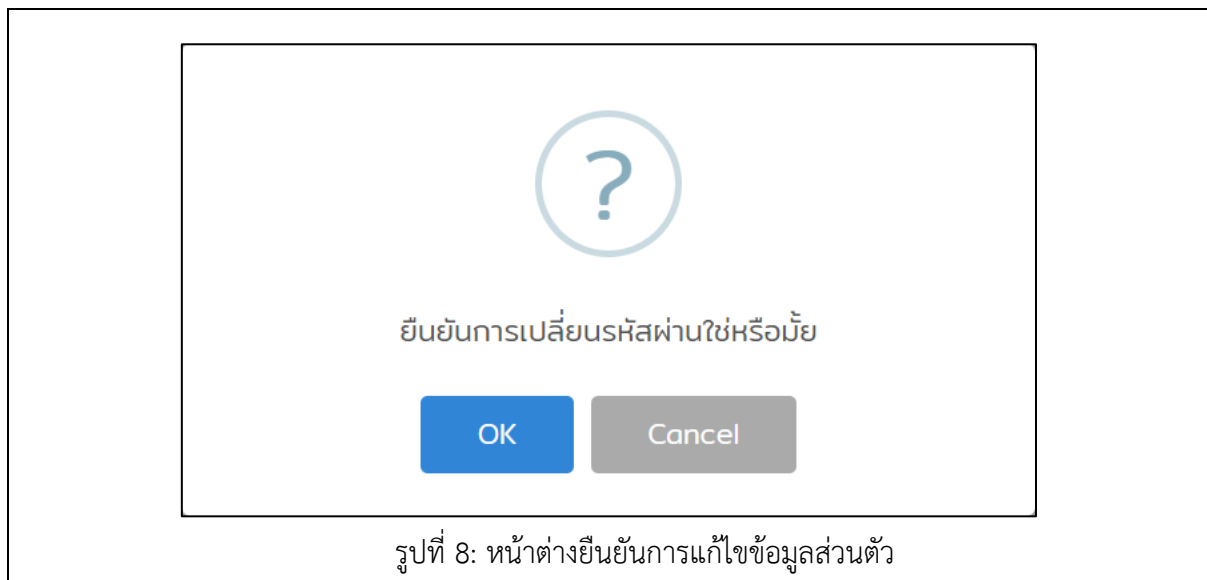 ?
ยืนยันการเปลี่ยนรหัสผ่านใช่หรือมั้ย
OK Cancel
รูปที่ 8: หน้าต่างยืนยันการแก้ไขข้อมูลส่วนตัว